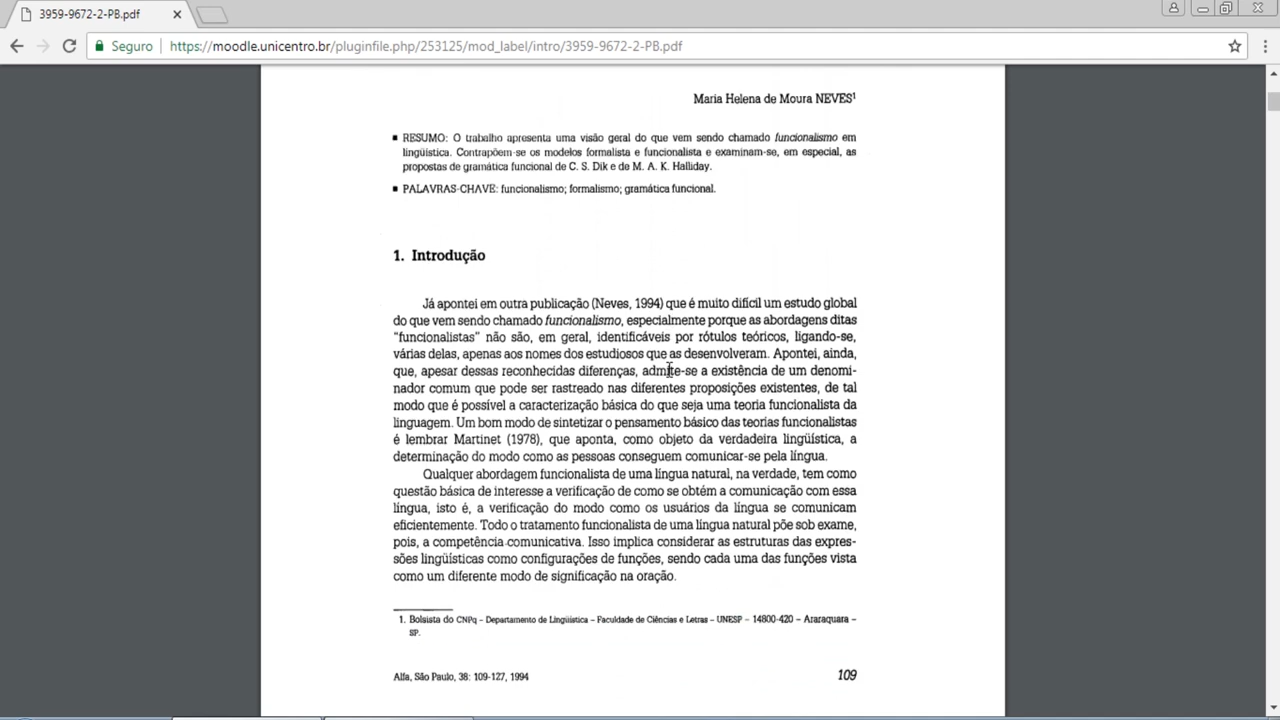 3959-9672-2-PB.pdf
Seguro
https://moodle.unicentro.br/pluginfile.php/253125/mod_label/intro/3959-9672-2-PB.pdf
Maria Helena de Moura NEVES¹
■ RESUMO: O trabalho apresenta uma visão geral do que vem sendo chamado funcionalismo em
lingüística. Contrapõem-se os modelos formalista e funcionalista e examinam-se, em especial, as
propostas de gramática funcional de C. S. Dik e de M. A. K. Halliday.
■ PALAVRAS-CHAVE: funcionalismo; formalismo; gramática funcional.
1. Introdução
Já apontei em outra publicação (Neves, 1994) que é muito difícil um estudo global
do que vem sendo chamado funcionalismo, especialmente porque as abordagens ditas
"funcionalistas" não são, em geral, identificáveis por rótulos teóricos, ligando-se,
várias delas, apenas aos nomes dos estudiosos que as desenvolveram. Apontei, ainda,
que, apesar dessas reconhecidas diferenças, admite-se a existência de um denomi-
nador comum que pode ser rastreado nas diferentes proposições existentes, de tal
modo que é possível a caracterização básica do que seja uma teoria funcionalista da
linguagem. Um bom modo de sintetizar o pensamento básico das teorias funcionalistas
é lembrar Martinet (1978), que aponta, como objeto da verdadeira lingüística, a
determinação do modo como as pessoas conseguem comunicar-se pela língua.
Qualquer abordagem funcionalista de uma língua natural, na verdade, tem como
questão básica de interesse a verificação de como se obtém a comunicação com essa
língua, isto é, a verificação do modo como os usuários da língua se comunicam
eficientemente. Todo o tratamento funcionalista de uma língua natural põe sob exame,
pois, a competência comunicativa. Isso implica considerar as estruturas das expres-
sões lingüísticas como configurações de funções, sendo cada uma das funções vista
como um diferente modo de significação na oração.
1. Bolsista do CNPq – Departamento de Lingüística – Faculdade de Ciências e Letras – UNESP – 14800-420 – Araraquara –
SP.
Alfa, São Paulo, 38: 109-127, 1994
109